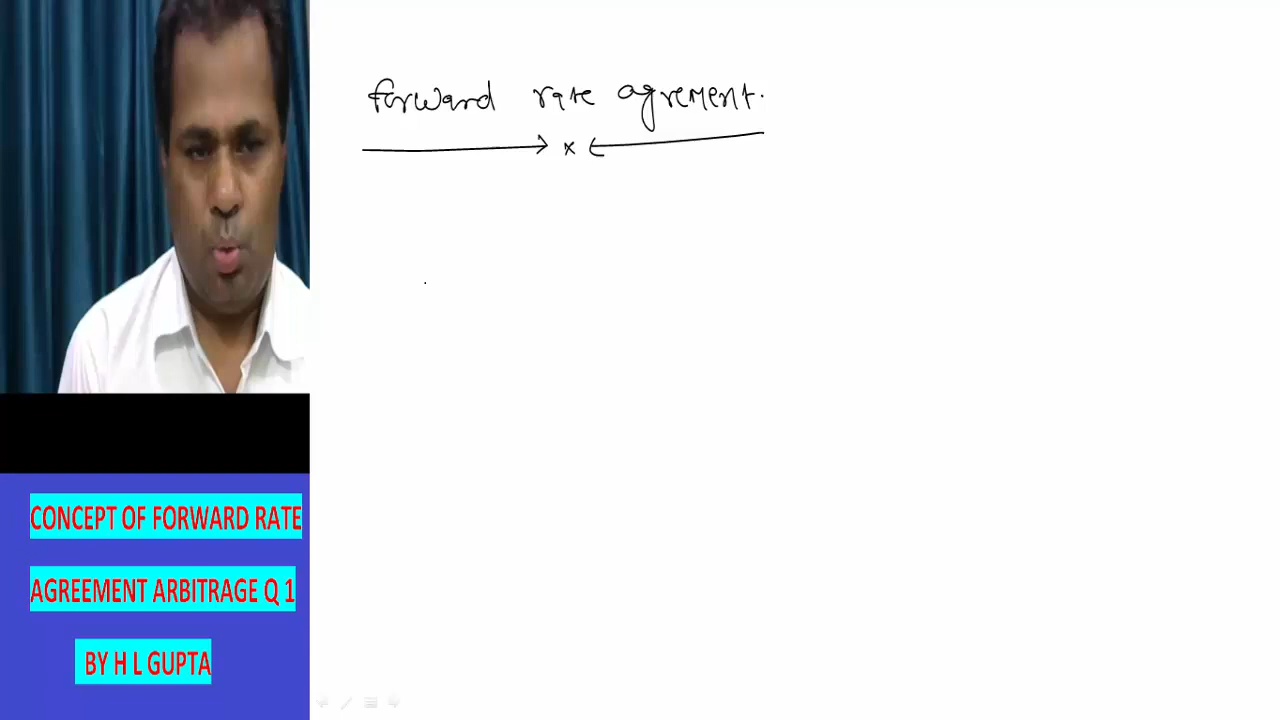 forward rate agrement.
x
CONCEPT OF FORWARD RATE
AGREEMENT ARBITRAGE Q 1
BY H L GUPTA